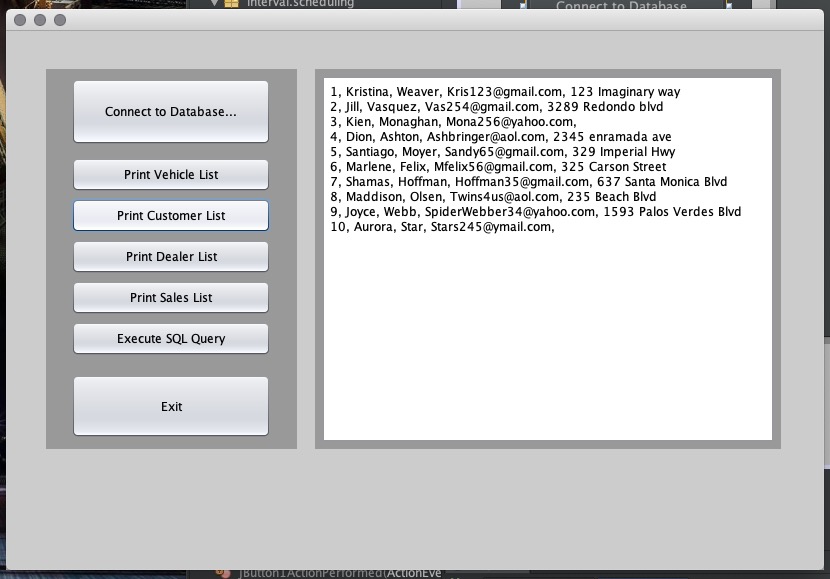 interval.scheduling
Connect to Database
Connect to Database...
Print Vehicle List
Print Customer List
Print Dealer List
Print Sales List
Execute SQL Query
Exit
1, Kristina, Weaver, Kris123@gmail.com, 123 Imaginary way
2, Jill, Vasquez, Vas254@gmail.com, 3289 Redondo blvd
3, Kien, Monaghan, Mona256@yahoo.com,
4, Dion, Ashton, Ashbringer@aol.com, 2345 enramada ave
5, Santiago, Moyer, Sandy65@gmail.com, 329 Imperial Hwy
6, Marlene, Felix, Mfelix56@gmail.com, 325 Carson Street
7, Shamas, Hoffman, Hoffman35@gmail.com, 637 Santa Monica Blvd
8, Maddison, Olsen, Twins4us@aol.com, 235 Beach Blvd
9, Joyce, Webb, SpiderWebber34@yahoo.com, 1593 Palos Verdes Blvd
10, Aurora, Star, Stars245@ymail.com,
jButton1ActionPerformed(ActionEve